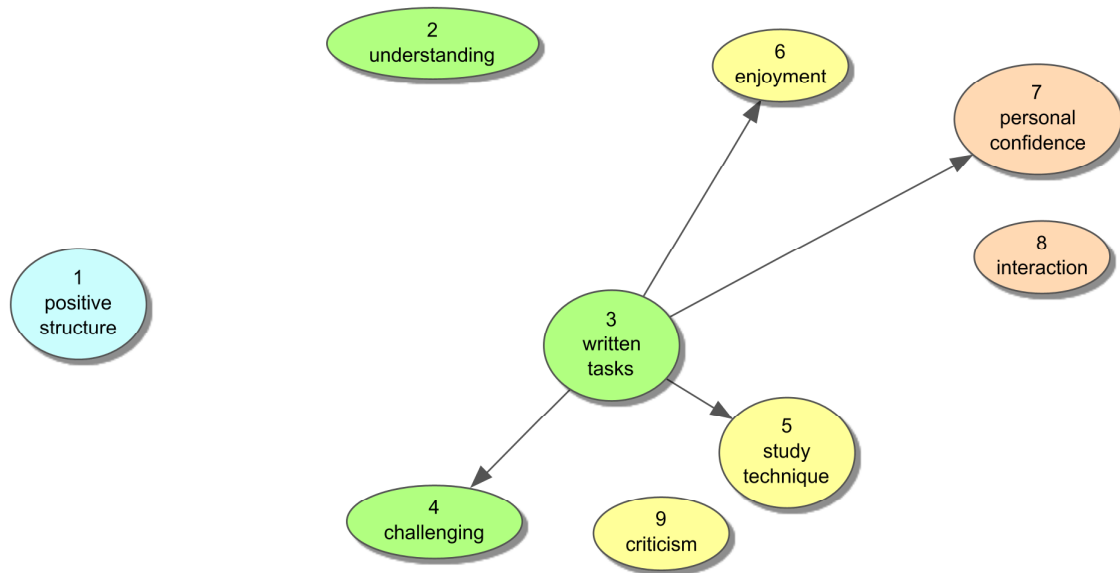 2
understanding
6
enjoyment
7
personal
confidence
8
interaction
1
positive
structure
3
written
tasks
5
study
technique
4
challenging
9
criticism